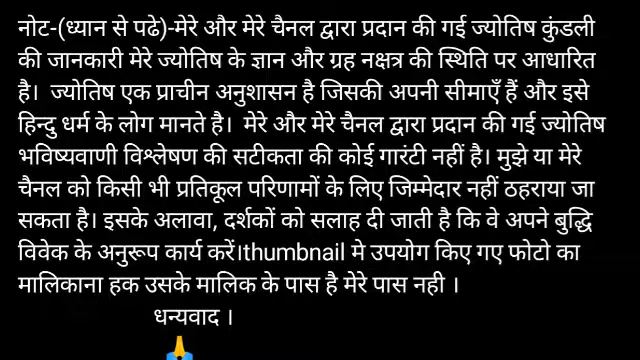 नोट-(ध्यान से पढे)-मेरे और मेरे चैनल द्वारा प्रदान की गई ज्योतिष कुंडली
की जानकारी मेरे ज्योतिष के ज्ञान और ग्रह नक्षत्र की स्थिति पर आधारित
है। ज्योतिष एक प्राचीन अनुशासन है जिसकी अपनी सीमाएँ हैं और इसे
हिन्दु धर्म के लोग मानते है। मेरे और मेरे चैनल द्वारा प्रदान की गई ज्योतिष
भविष्यवाणी विश्लेषण की सटीकता की कोई गारंटी नहीं है। मुझे या मेरे
चैनल को किसी भी प्रतिकूल परिणामों के लिए जिम्मेदार नहीं ठहराया जा
सकता है। इसके अलावा, दर्शकों को सलाह दी जाती है कि वे अपने बुद्धि
विवेक के अनुरूप कार्य करें।thumbnail मे उपयोग किए गए फोटो का
मालिकाना हक उसके मालिक के पास है मेरे पास नही ।
धन्यवाद ।
🙏